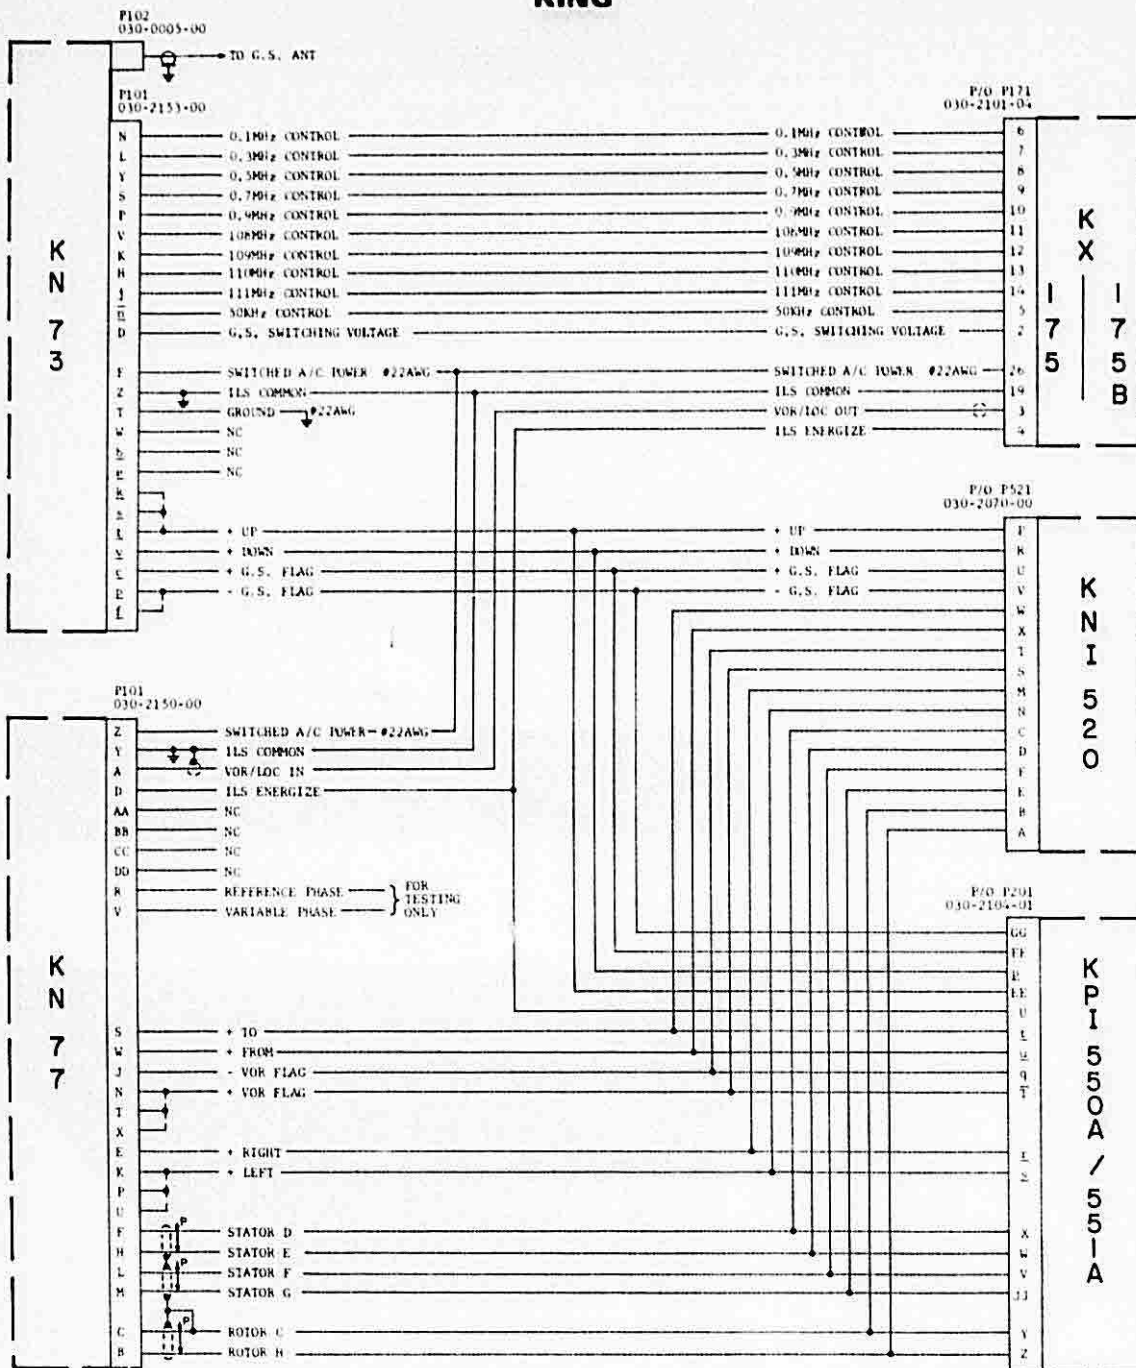 KING
P102
030-0005-00
TO G.S. ANT
P101
030-2153-00
P/O P171
030-2101-04
N 0.1MHz CONTROL 0.1MHz CONTROL 6
L 0.3MHz CONTROL 0.3MHz CONTROL 7
Y 0.5MHz CONTROL 0.5MHz CONTROL 8
S 0.7MHz CONTROL 0.7MHz CONTROL 9
P 0.9MHz CONTROL 0.9MHz CONTROL 10
V 108MHz CONTROL 108MHz CONTROL 11
K 109MHz CONTROL 109MHz CONTROL 12
H 110MHz CONTROL 110MHz CONTROL 13
j 111MHz CONTROL 111MHz CONTROL 14
n 50KHz CONTROL 50KHz CONTROL 5
D G.S. SWITCHING VOLTAGE G.S. SWITCHING VOLTAGE 2
SWITCHED A/C POWER #22AWG SWITCHED A/C POWER #22AWG 26
Z ILS COMMON ILS COMMON 19
T GROUND #22AWG VOR/LOC OUT 3
W NC ILS ENERGIZE 4
b NC
e NC
k
s
t + UP + UP
v + DOWN + DOWN R
c + G.S. FLAG + G.S. FLAG U
p - G.S. FLAG - G.S. FLAG V
f
KN 73
KX 175
175B
P/O P521
030-2070-00
W
X
T
S
M
N
C
D
F
E
B
A
KNI 520
P101
030-2150-00
Z SWITCHED A/C POWER #22AWG
Y ILS COMMON
A VOR/LOC IN
D ILS ENERGIZE
AA NC
BB NC
CC NC
DD NC
R REFERENCE PHASE
V VARIABLE PHASE
FOR
TESTING
ONLY
P/O P201
030-2104-01
GG
FF
EE
U
S + TO t
W + FROM u
J - VOR FLAG q
N + VOR FLAG T
T
X
E + RIGHT r
K + LEFT s
P
U
F P STATOR D X
H STATOR E W
L P STATOR F V
M STATOR G JJ
C ROTOR C Y
B P ROTOR H Z
KN 77
KPI 550A/551A